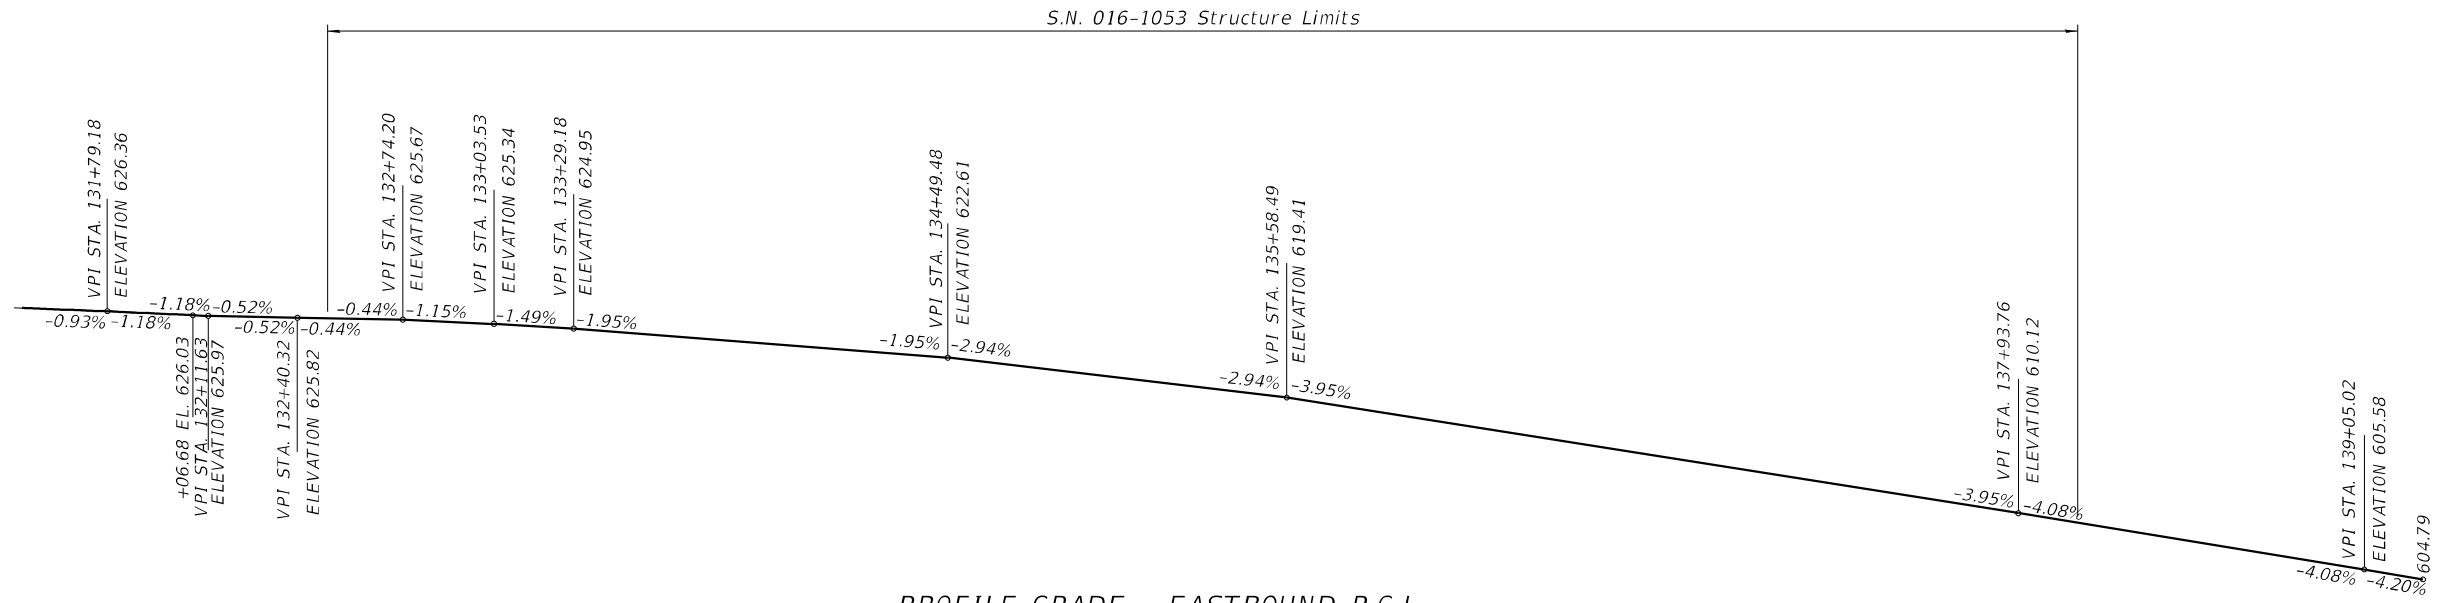 S.N. 016-1053 Structure Limits
VPI STA. 131+79.18
ELEVATION 626.36
-0.93%
-1.18%
-1.18%
-0.52%
+06.68 EL. 626.03
VPI STA. 132+11.63
ELEVATION 625.97
-0.52%
-0.44%
VPI STA. 132+40.32
ELEVATION 625.82
VPI STA. 132+74.20
ELEVATION 625.67
-0.44%
-1.15%
VPI STA. 133+03.53
ELEVATION 625.34
-1.49%
VPI STA. 133+29.18
ELEVATION 624.95
-1.95%
VPI STA. 134+49.48
ELEVATION 622.61
-1.95%
-2.94%
VPI STA. 135+58.49
ELEVATION 619.41
-2.94%
-3.95%
VPI STA. 137+93.76
ELEVATION 610.12
-3.95%
-4.08%
VPI STA. 139+05.02
ELEVATION 605.58
-4.08%
-4.20%
604.79
PROFILE GRADE - EASTBOUND P.G.L.